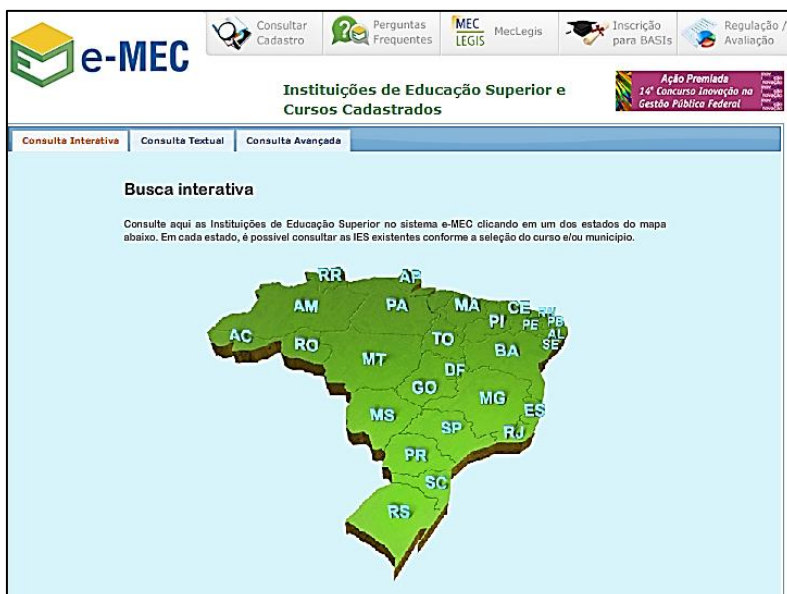 e-MEC
Consultar
Cadastro
Perguntas
Frequentes
MEC
LEGIS
MecLegis
Inscrição
para BASIs
Regulação /
Avaliação
Instituições de Educação Superior e
Cursos Cadastrados
Ação Premiada
14º Concurso Inovação na
Gestão Pública Federal
Consulta Interativa
Consulta Textual
Consulta Avançada
Busca interativa
Consulte aqui as Instituições de Educação Superior no sistema e-MEC clicando em um dos estados do mapa
abaixo. Em cada estado, é possível consultar as IES existentes conforme a seleção do curso e/ou município.
RR
AP
AM
PA
MA
CE
RN
PI
PE
PB
AL
SE
AC
RO
TO
MT
BA
DF
GO
MG
ES
MS
SP
RJ
PR
SC
RS